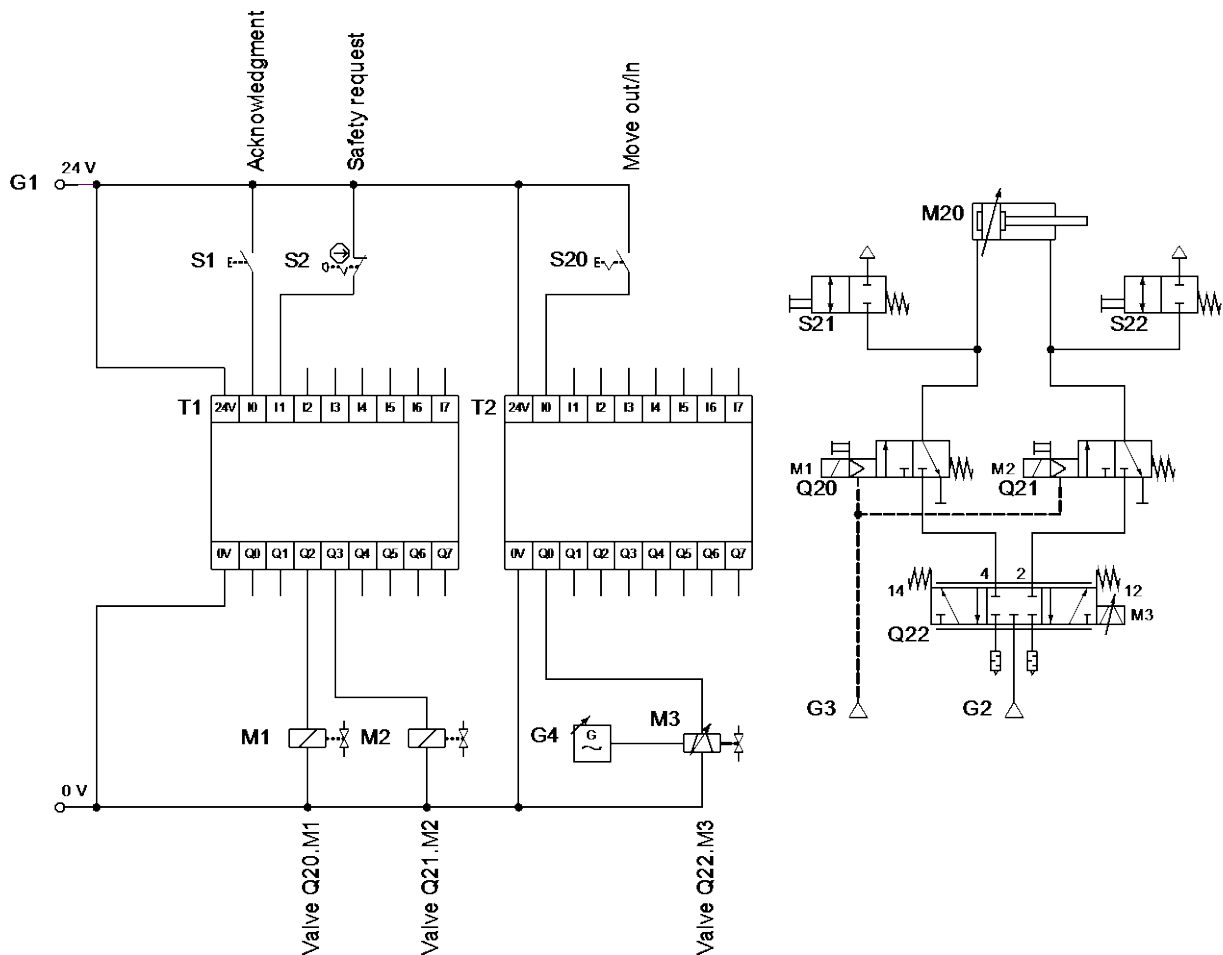 Acknowledgment
Safety request
Move out/In
24 V
G1
S1
S2
S20
M20
S21
S22
T1
24V I0 I1 I2 I3 I4 I5 I6 I7
0V Q0 Q1 Q2 Q3 Q4 Q5 Q6 Q7
T2
24V I0 I1 I2 I3 I4 I5 I6 I7
0V Q0 Q1 Q2 Q3 Q4 Q5 Q6 Q7
M1
Q20
M2
Q21
4 2
14
12
M3
Q22
G3
G2
M1
M2
G4
G
M3
0 V
Valve Q20.M1
Valve Q21.M2
Valve Q22.M3